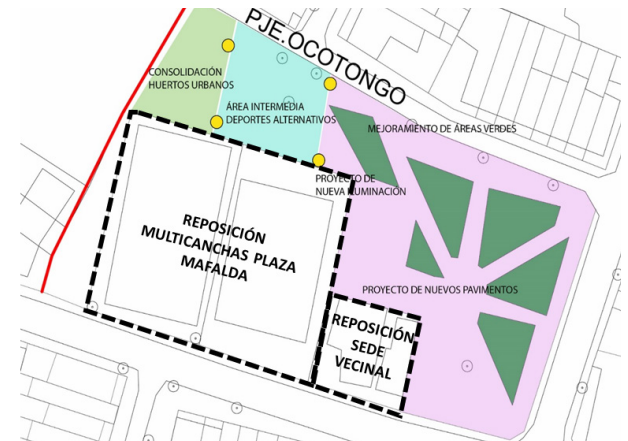 PJE.OCOTONGO
CONSOLIDACIÓN
HUERTOS URBANOS
ÁREA INTERMEDIA
DEPORTES ALTERNATIVOS
MEJORAMIENTO DE ÁREAS VERDES
PROYECTO DE
NUEVA ILUMINACIÓN
REPOSICIÓN
MULTICANCHAS PLAZA
MAFALDA
PROYECTO DE NUEVOS PAVIMENTOS
REPOSICIÓN
SEDE
VECINAL